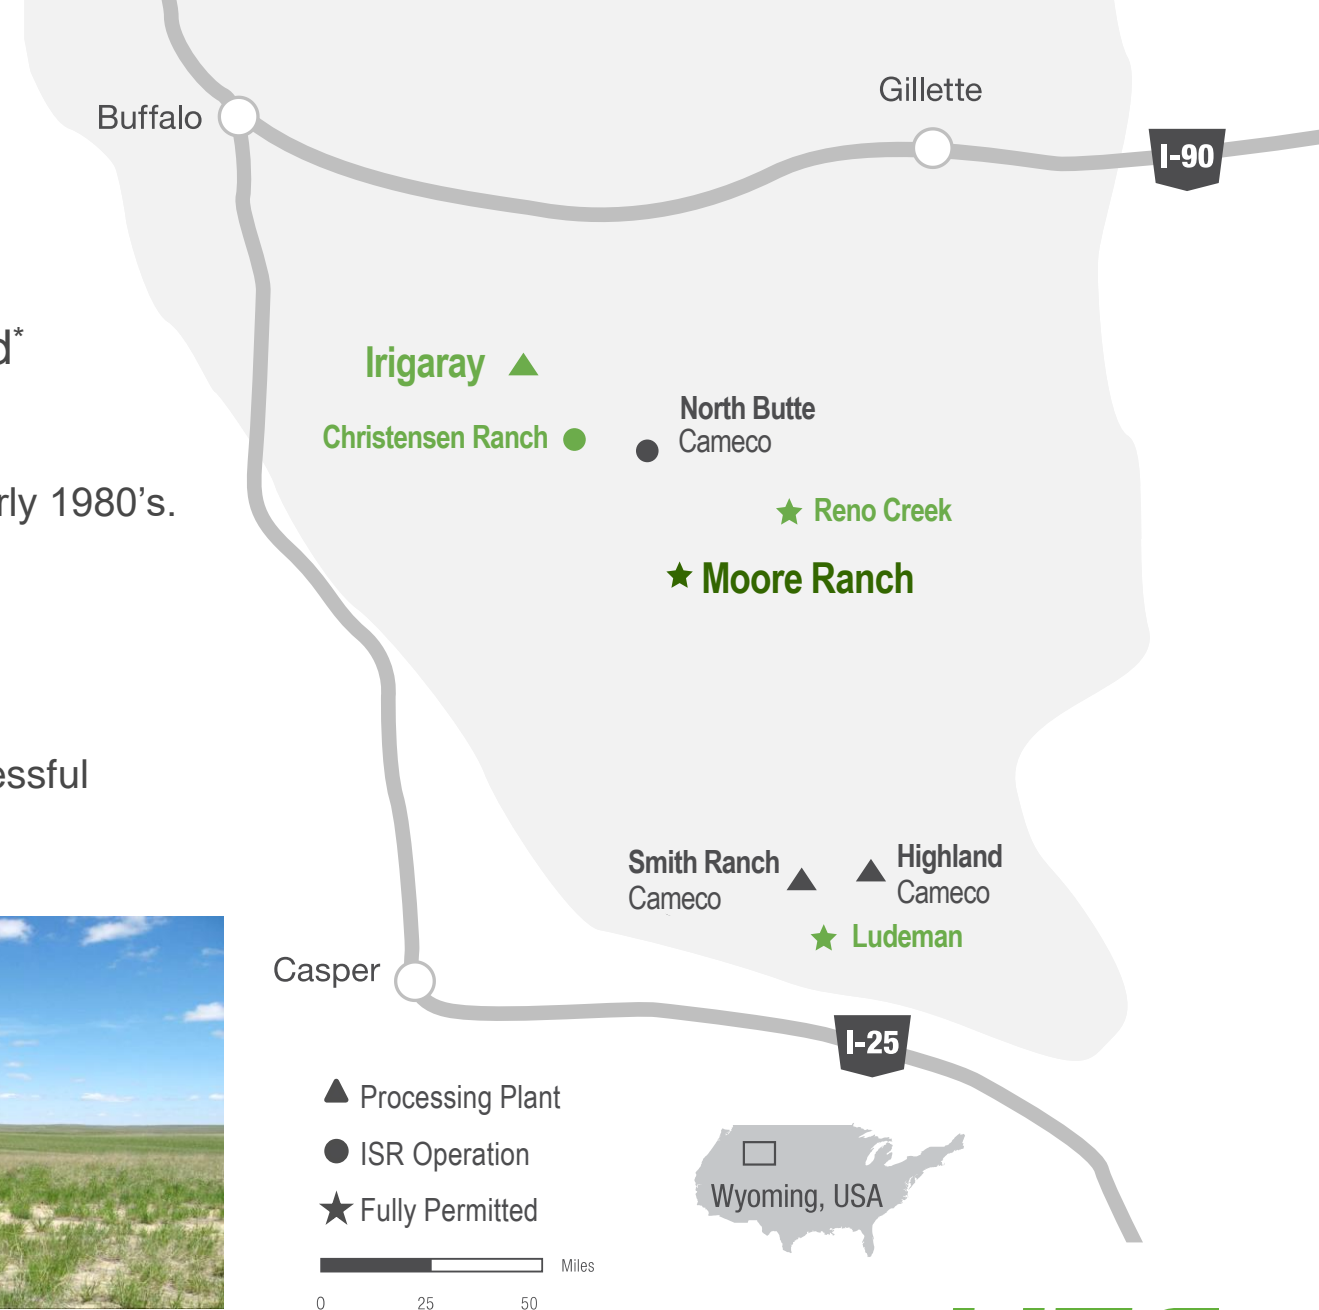 Gillette
Buffalo
I-90
d*
Irigaray
North Butte
Cameco
Christensen Ranch
rly 1980’s.
Reno Creek
Moore Ranch
essful
Smith Ranch
Cameco
Highland
Cameco
Ludeman
Casper
I-25
Processing Plant
ISR Operation
Fully Permitted
Wyoming, USA
Miles
0 25 50